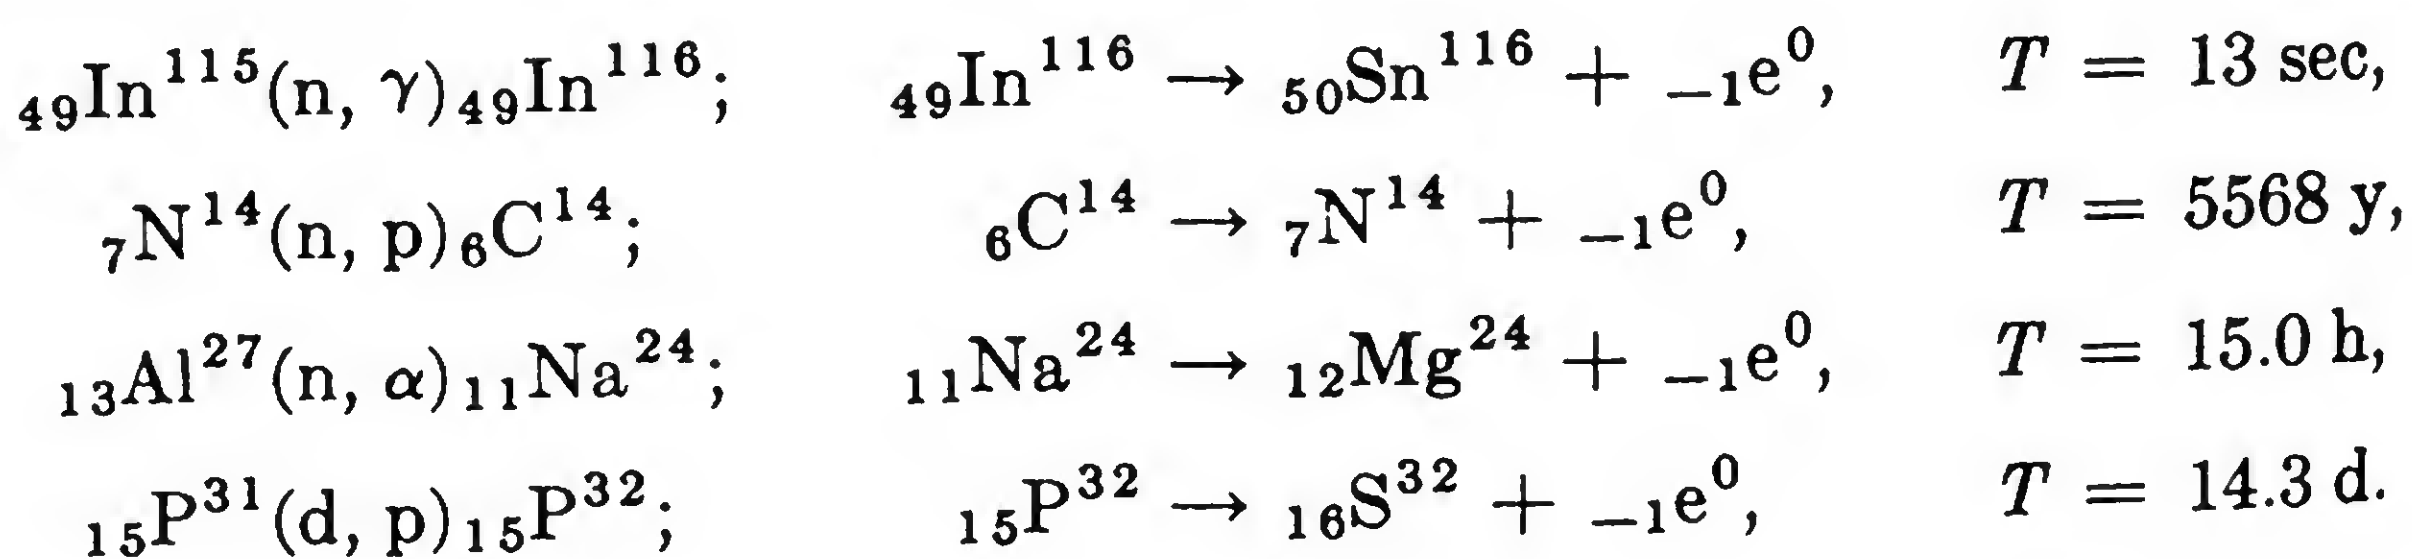 ₄₉In¹¹⁵(n, γ)₄₉In¹¹⁶; ₄₉In¹¹⁶ → ₅₀Sn¹¹⁶ + ₋₁e⁰, T = 13 sec,
₇N¹⁴(n, p)₆C¹⁴; ₆C¹⁴ → ₇N¹⁴ + ₋₁e⁰, T = 5568 y,
₁₃Al²⁷(n, α)₁₁Na²⁴; ₁₁Na²⁴ → ₁₂Mg²⁴ + ₋₁e⁰, T = 15.0 h,
₁₅P³¹(d, p)₁₅P³²; ₁₅P³² → ₁₆S³² + ₋₁e⁰, T = 14.3 d.